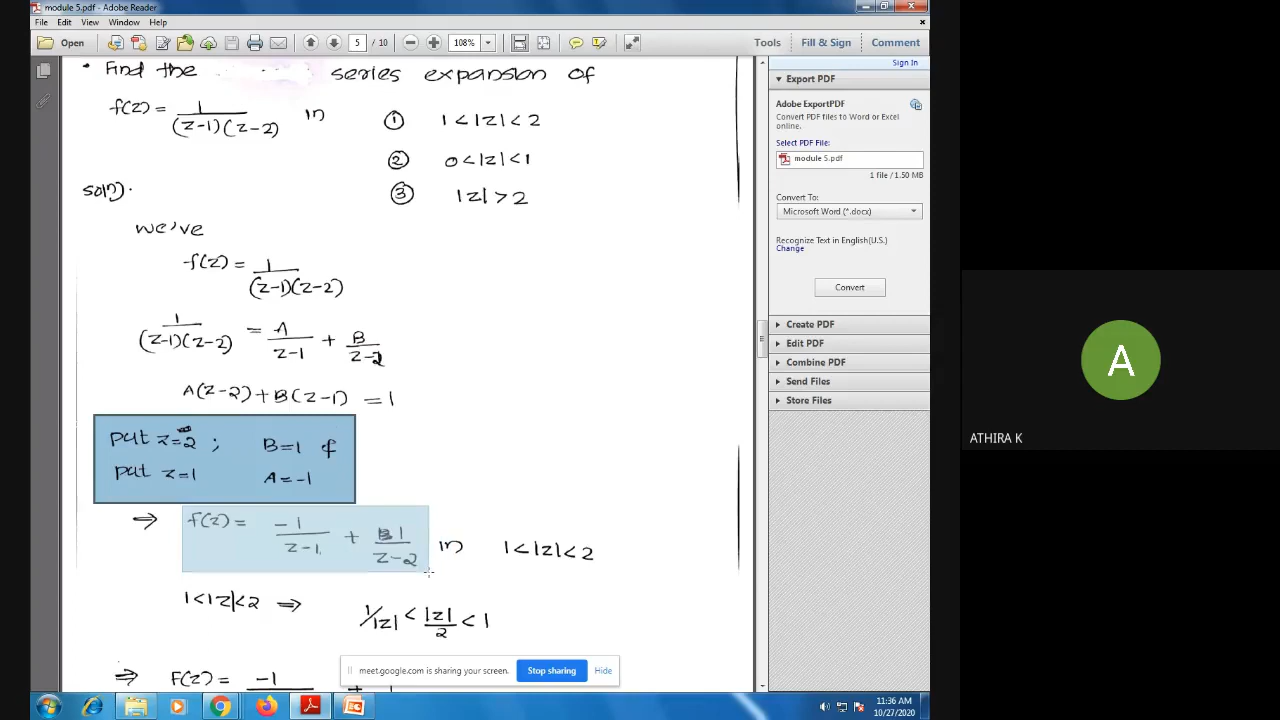 module 5.pdf - Adobe Reader
File Edit View Window Help
Open 5 / 10 108% Tools Fill & Sign Comment
Sign In
Export PDF
Adobe ExportPDF
Convert PDF files to Word or Excel
online.
Select PDF File:
module 5.pdf
1 file / 1.50 MB
Convert To:
Microsoft Word (*.docx)
Recognize Text in English(U.S.)
Change
Convert
Create PDF
Edit PDF
Combine PDF
Send Files
Store Files
• Find the series expansion of
f(z) = 1/(z-1)(z-2) in
① 1<|z|<2
② 0<|z|<1
③ |z|>2
soln).
we've
f(z) = 1/(z-1)(z-2)
1/(z-1)(z-2) = A/z-1 + B/z-2
A(z-2)+B(z-1) = 1
put z=2 ; B=1 &
put z=1 A=-1
⇒ f(z) = -1/z-1 + 1/z-2 in 1<|z|<2
1<|z|<2 ⇒ 1/|z| < |z|/2 < 1
⇒ F(z) = -1 +
meet.google.com is sharing your screen. Stop sharing Hide
A
ATHIRA K
11:36 AM
10/27/2020